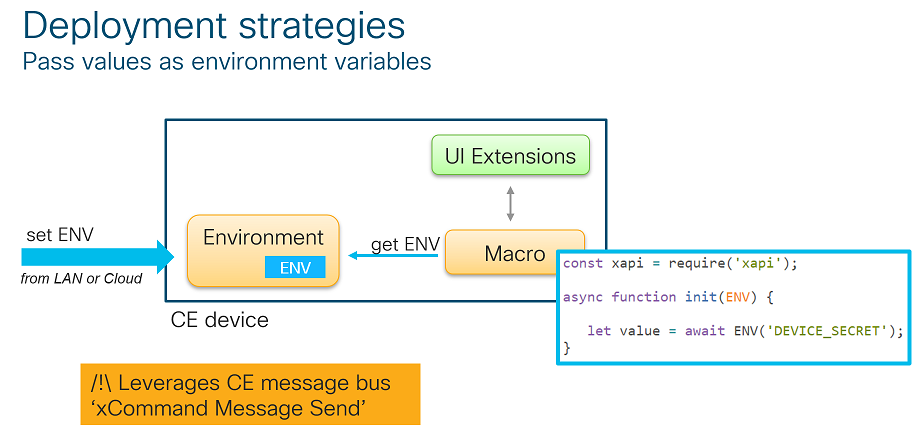 Deployment strategies
Pass values as environment variables
UI Extensions
set ENV
from LAN or Cloud
Environment
ENV
get ENV
Macro
const xapi = require('xapi');
async function init(ENV) {
let value = await ENV('DEVICE_SECRET');
}
CE device
/!\ Leverages CE message bus
‘xCommand Message Send’